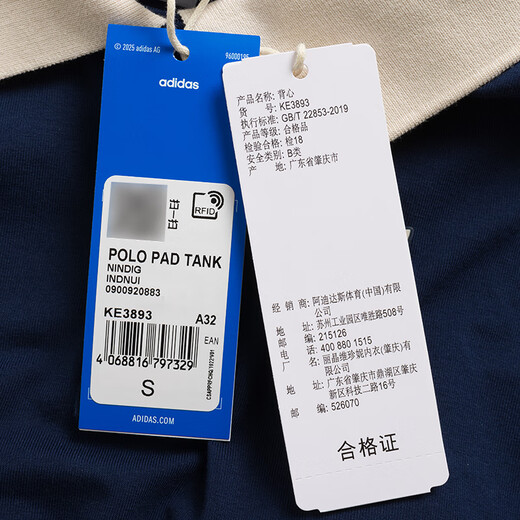 © 2025 adidas AG
adidas
RFID
POLO PAD TANK
NINDIG
INDNUI
0900920883
KE3893
A32
EAN
4 068816 797329
S
ADIDAS.COM
产品名称: 背心
货 号: KE3893
执行标准: GB/T 22853-2019
产品等级: 合格品
检验合格: 检18
安全类别: B类
产 地: 广东省肇庆市
经 销 商: 阿迪达斯体育(中国)有限
公司
地 址: 苏州工业园区唯胜路508号
邮 编: 215126
电 话: 400 880 1515
厂 名: 丽晶维珍妮内衣(肇庆)有
限公司
地 址: 广东省肇庆市鼎湖区肇庆
新区科技二路16号
邮 编: 526070
合格证